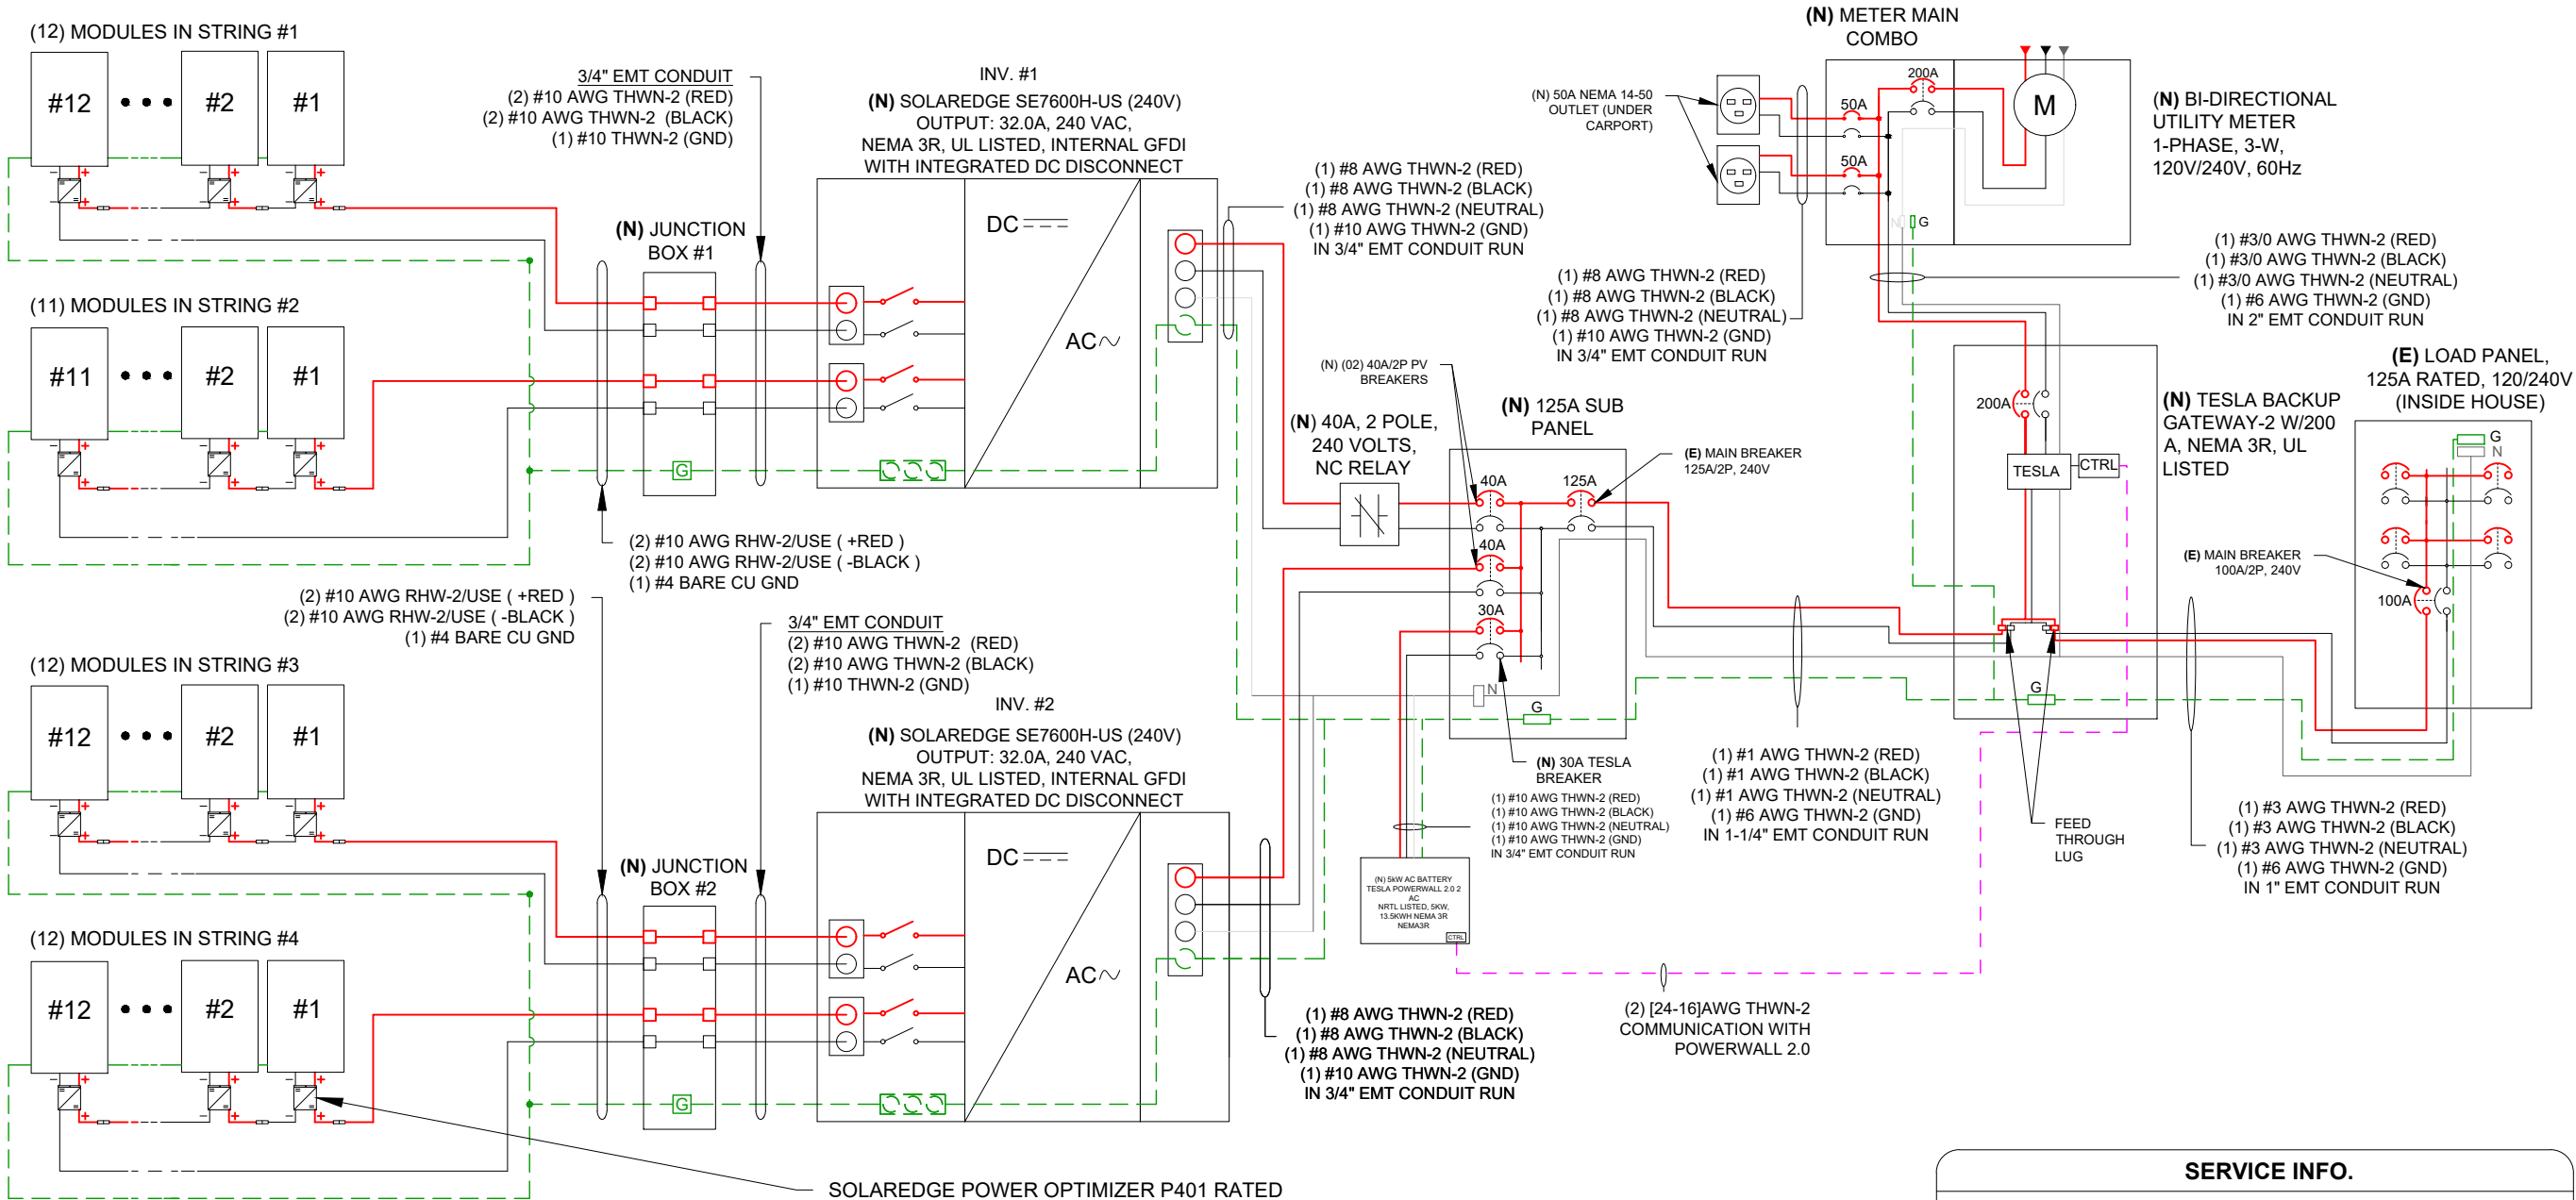 (12) MODULES IN STRING #1
#12
#2
#1
3/4" EMT CONDUIT
(2) #10 AWG THWN-2 (RED)
(2) #10 AWG THWN-2 (BLACK)
(1) #10 THWN-2 (GND)
INV. #1
(N) SOLAREDGE SE7600H-US (240V)
OUTPUT: 32.0A, 240 VAC,
NEMA 3R, UL LISTED, INTERNAL GFDI
WITH INTEGRATED DC DISCONNECT
DC
AC
(N) JUNCTION
BOX #1
G
(11) MODULES IN STRING #2
#11
#2
#1
(2) #10 AWG RHW-2/USE ( +RED )
(2) #10 AWG RHW-2/USE ( -BLACK )
(1) #4 BARE CU GND
(1) #8 AWG THWN-2 (RED)
(1) #8 AWG THWN-2 (BLACK)
(1) #8 AWG THWN-2 (NEUTRAL)
(1) #10 AWG THWN-2 (GND)
IN 3/4" EMT CONDUIT RUN
(N) METER MAIN
COMBO
(N) 50A NEMA 14-50
OUTLET (UNDER
CARPORT)
50A
50A
200A
M
N
G
(N) BI-DIRECTIONAL
UTILITY METER
1-PHASE, 3-W,
120V/240V, 60Hz
(1) #8 AWG THWN-2 (RED)
(1) #8 AWG THWN-2 (BLACK)
(1) #8 AWG THWN-2 (NEUTRAL)
(1) #10 AWG THWN-2 (GND)
IN 3/4" EMT CONDUIT RUN
(1) #3/0 AWG THWN-2 (RED)
(1) #3/0 AWG THWN-2 (BLACK)
(1) #3/0 AWG THWN-2 (NEUTRAL)
(1) #6 AWG THWN-2 (GND)
IN 2" EMT CONDUIT RUN
(N) (02) 40A/2P PV
BREAKERS
(N) 40A, 2 POLE,
240 VOLTS,
NC RELAY
(N) 125A SUB
PANEL
40A
125A
40A
30A
N
G
(E) MAIN BREAKER
125A/2P, 240V
200A
TESLA
CTRL
G
(N) TESLA BACKUP
GATEWAY-2 W/200
A, NEMA 3R, UL
LISTED
(E) LOAD PANEL,
125A RATED, 120/240V
(INSIDE HOUSE)
G
N
(E) MAIN BREAKER
100A/2P, 240V
100A
(N) 30A TESLA
BREAKER
(1) #10 AWG THWN-2 (RED)
(1) #10 AWG THWN-2 (BLACK)
(1) #10 AWG THWN-2 (NEUTRAL)
(1) #10 AWG THWN-2 (GND)
IN 3/4" EMT CONDUIT RUN
(1) #1 AWG THWN-2 (RED)
(1) #1 AWG THWN-2 (BLACK)
(1) #1 AWG THWN-2 (NEUTRAL)
(1) #6 AWG THWN-2 (GND)
IN 1-1/4" EMT CONDUIT RUN
FEED
THROUGH
LUG
(1) #3 AWG THWN-2 (RED)
(1) #3 AWG THWN-2 (BLACK)
(1) #3 AWG THWN-2 (NEUTRAL)
(1) #6 AWG THWN-2 (GND)
IN 1" EMT CONDUIT RUN
(N) 5kW AC BATTERY
TESLA POWERWALL 2.0 2
AC
NRTL LISTED, 5KW,
13.5KWH NEMA 3R
NEMA3R
CTRL
(2) [24-16]AWG THWN-2
COMMUNICATION WITH
POWERWALL 2.0
(2) #10 AWG RHW-2/USE ( +RED )
(2) #10 AWG RHW-2/USE ( -BLACK )
(1) #4 BARE CU GND
3/4" EMT CONDUIT
(2) #10 AWG THWN-2 (RED)
(2) #10 AWG THWN-2 (BLACK)
(1) #10 THWN-2 (GND)
(12) MODULES IN STRING #3
#12
#2
#1
INV. #2
(N) SOLAREDGE SE7600H-US (240V)
OUTPUT: 32.0A, 240 VAC,
NEMA 3R, UL LISTED, INTERNAL GFDI
WITH INTEGRATED DC DISCONNECT
DC
AC
(N) JUNCTION
BOX #2
G
(12) MODULES IN STRING #4
#12
#2
#1
(1) #8 AWG THWN-2 (RED)
(1) #8 AWG THWN-2 (BLACK)
(1) #8 AWG THWN-2 (NEUTRAL)
(1) #10 AWG THWN-2 (GND)
IN 3/4" EMT CONDUIT RUN
SOLAREDGE POWER OPTIMIZER P401 RATED
SERVICE INFO.